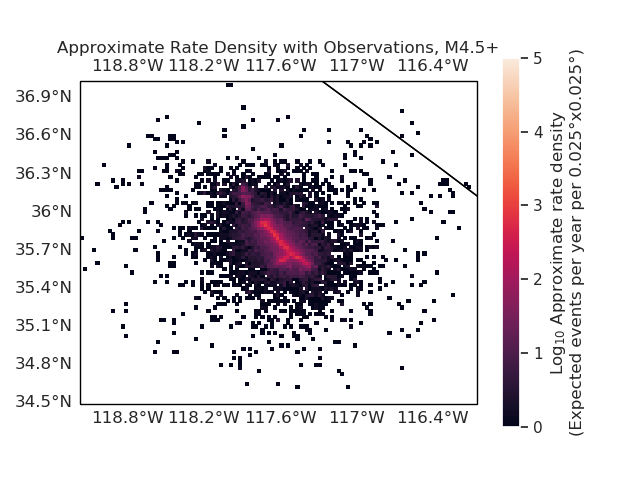 Approximate Rate Density with Observations, M4.5+
118.8°W 118.2°W 117.6°W 117°W 116.4°W
36.9°N
36.6°N
36.3°N
36°N
35.7°N
35.4°N
35.1°N
34.8°N
34.5°N
118.8°W 118.2°W 117.6°W 117°W 116.4°W
5
4
3
2
1
0
Log₁₀ Approximate rate density
(Expected events per year per 0.025°x0.025°)